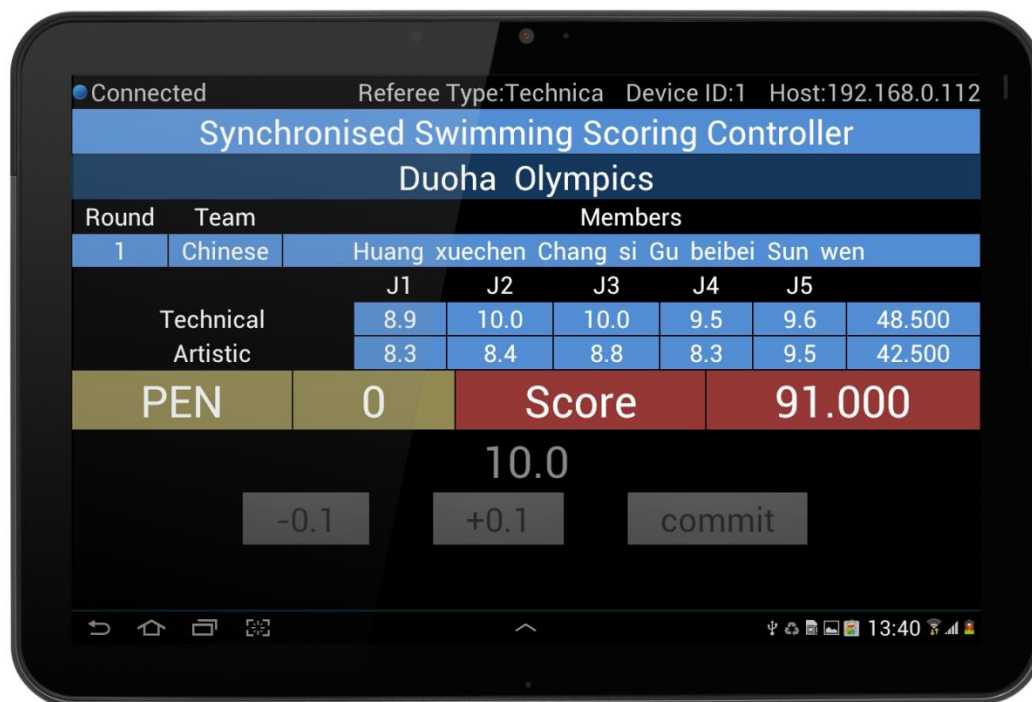 Connected Referee Type:Technica Device ID:1 Host:192.168.0.112
Synchronised Swimming Scoring Controller
Duoha Olympics
Round Team Members
1 Chinese Huang xuechen Chang si Gu beibei Sun wen
J1 J2 J3 J4 J5
Technical 8.9 10.0 10.0 9.5 9.6 48.500
Artistic 8.3 8.4 8.8 8.3 9.5 42.500
PEN 0 Score 91.000
10.0
-0.1 +0.1 commit
13:40